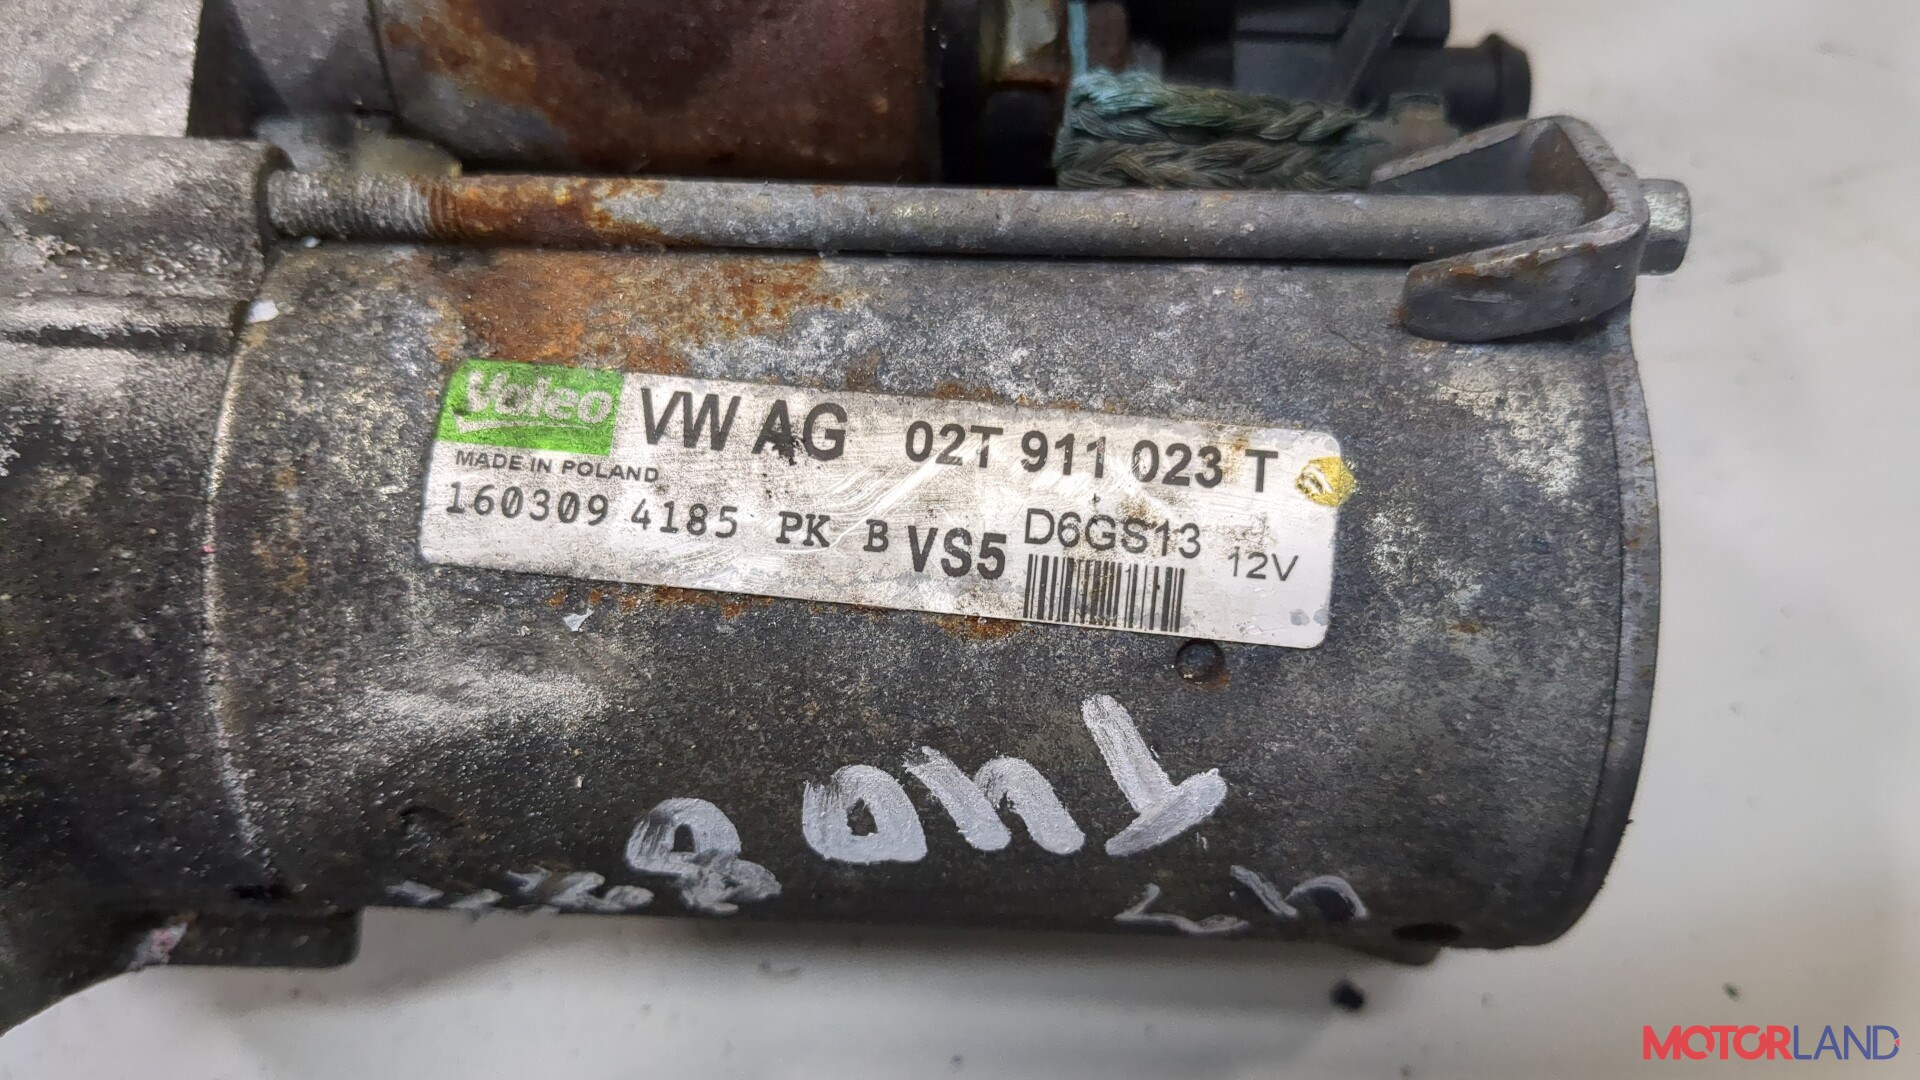 Valeo VW AG 02T 911 023 T
MADE IN POLAND
160309 4185 PK B VS5 D6GS13 12V
MOTORLAND